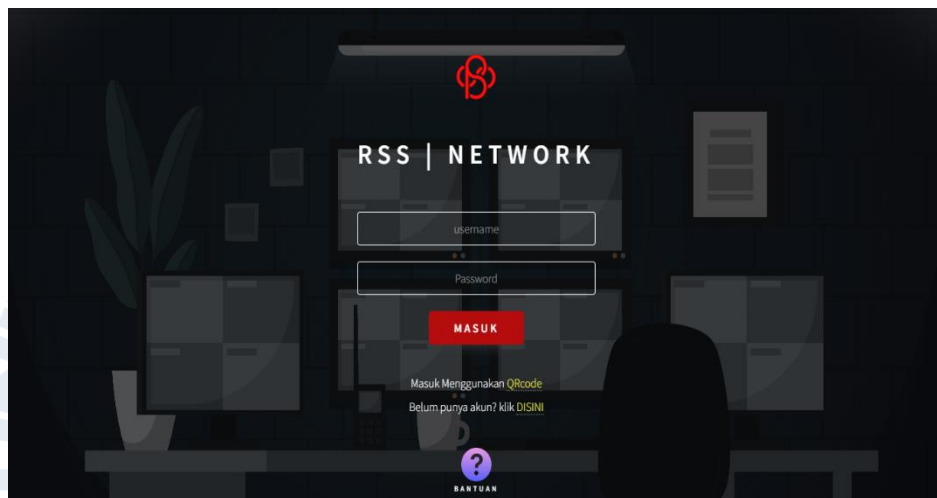 RSS | NETWORK
username
Password
MASUK
Masuk Menggunakan QRcode
Belum punya akun? klik DISINI
?
BANTUAN